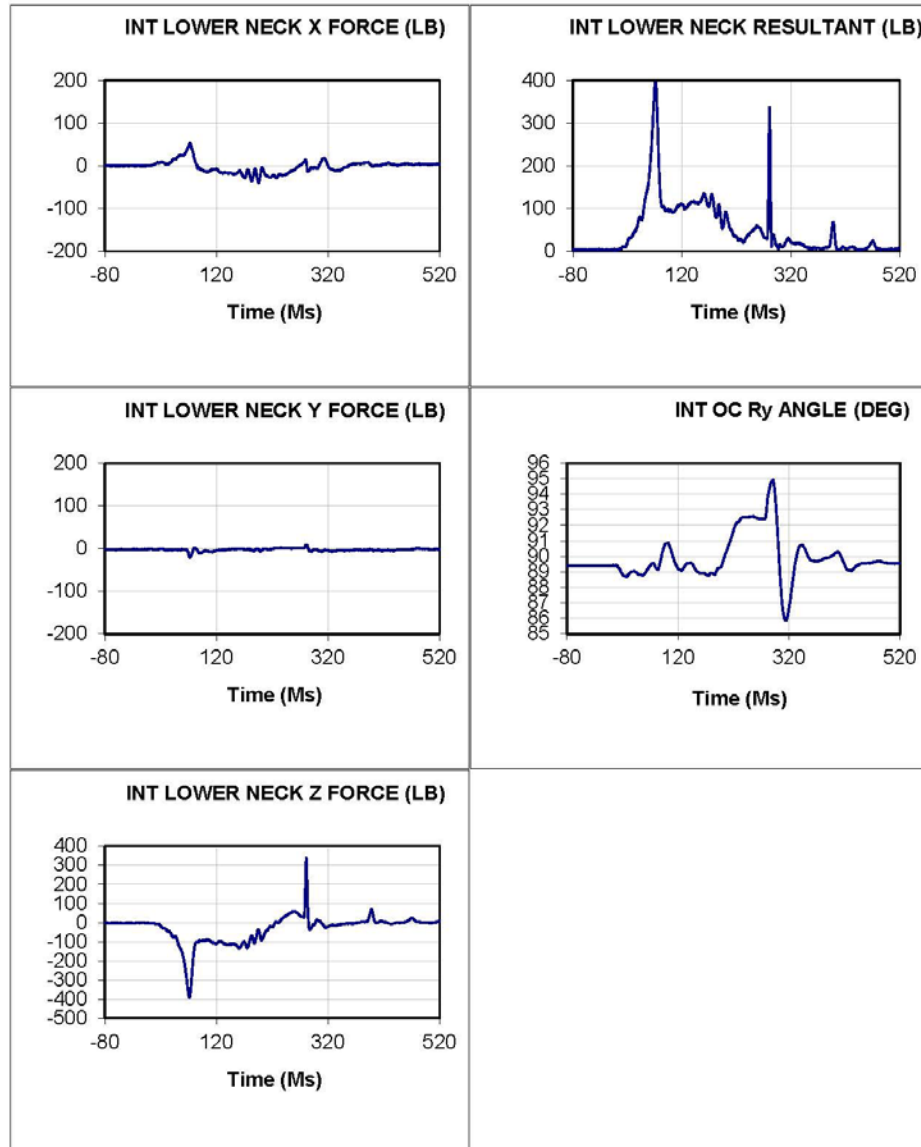 INT LOWER NECK X FORCE (LB)
200
100
0
-100
-200
-80 120 320 520
Time (Ms)
INT LOWER NECK RESULTANT (LB)
400
300
200
100
0
-80 120 320 520
Time (Ms)
INT LOWER NECK Y FORCE (LB)
200
100
0
-100
-200
-80 120 320 520
Time (Ms)
INT OC Ry ANGLE (DEG)
96
95
94
93
92
91
90
89
88
87
86
85
-80 120 320 520
Time (Ms)
INT LOWER NECK Z FORCE (LB)
400
300
200
100
0
-100
-200
-300
-400
-500
-80 120 320 520
Time (Ms)